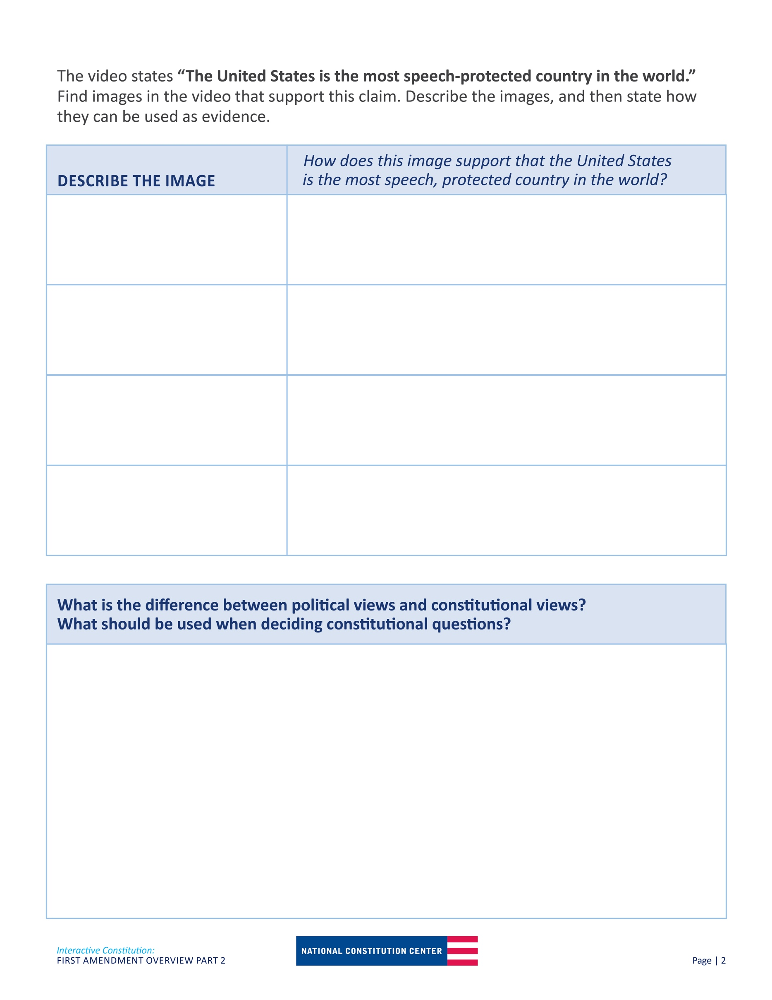 The video states “The United States is the most speech-protected country in the world.”
Find images in the video that support this claim. Describe the images, and then state how
they can be used as evidence.
DESCRIBE THE IMAGE
How does this image support that the United States
is the most speech, protected country in the world?
What is the difference between political views and constitutional views?
What should be used when deciding constitutional questions?
Interactive Constitution:
FIRST AMENDMENT OVERVIEW PART 2
NATIONAL CONSTITUTION CENTER
Page | 2